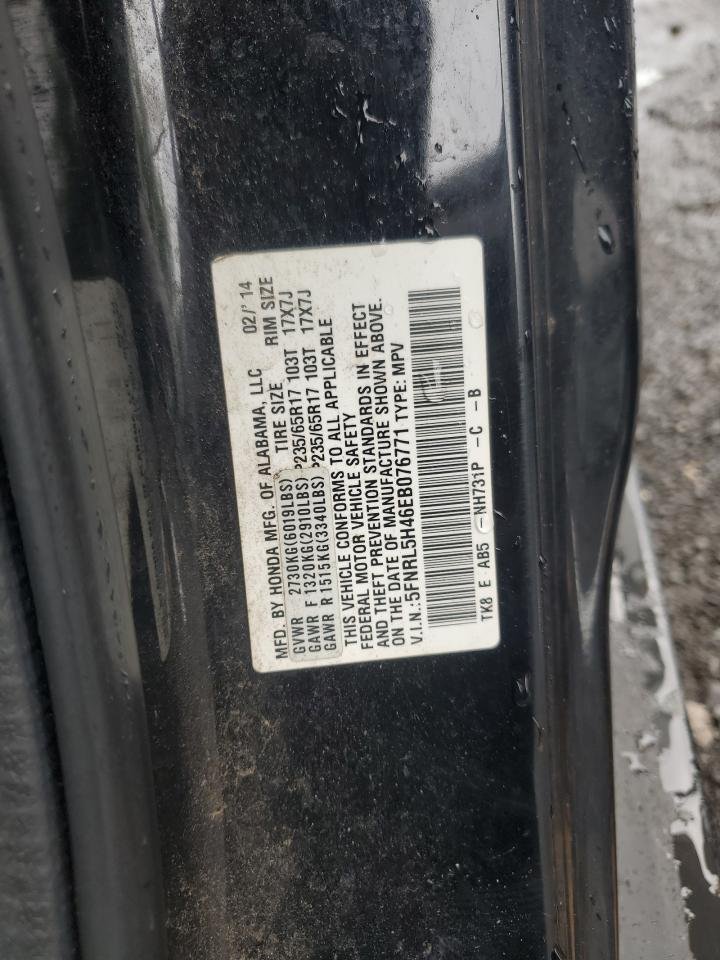 MFD. BY HONDA MFG. OF ALABAMA, LLC 02/'14
TIRE SIZE RIM SIZE
GVWR 2730KG(6019LBS)
GAWR F 1320KG(2910LBS) P235/65R17 103T 17X7J
GAWR R 1515KG(3340LBS) P235/65R17 103T 17X7J
THIS VEHICLE CONFORMS TO ALL APPLICABLE
FEDERAL MOTOR VEHICLE SAFETY
AND THEFT PREVENTION STANDARDS IN EFFECT
ON THE DATE OF MANUFACTURE SHOWN ABOVE.
V.I.N.:5FNRL5H46EB076771 TYPE: MPV
TK8 E AB5 -NH731P -C -B